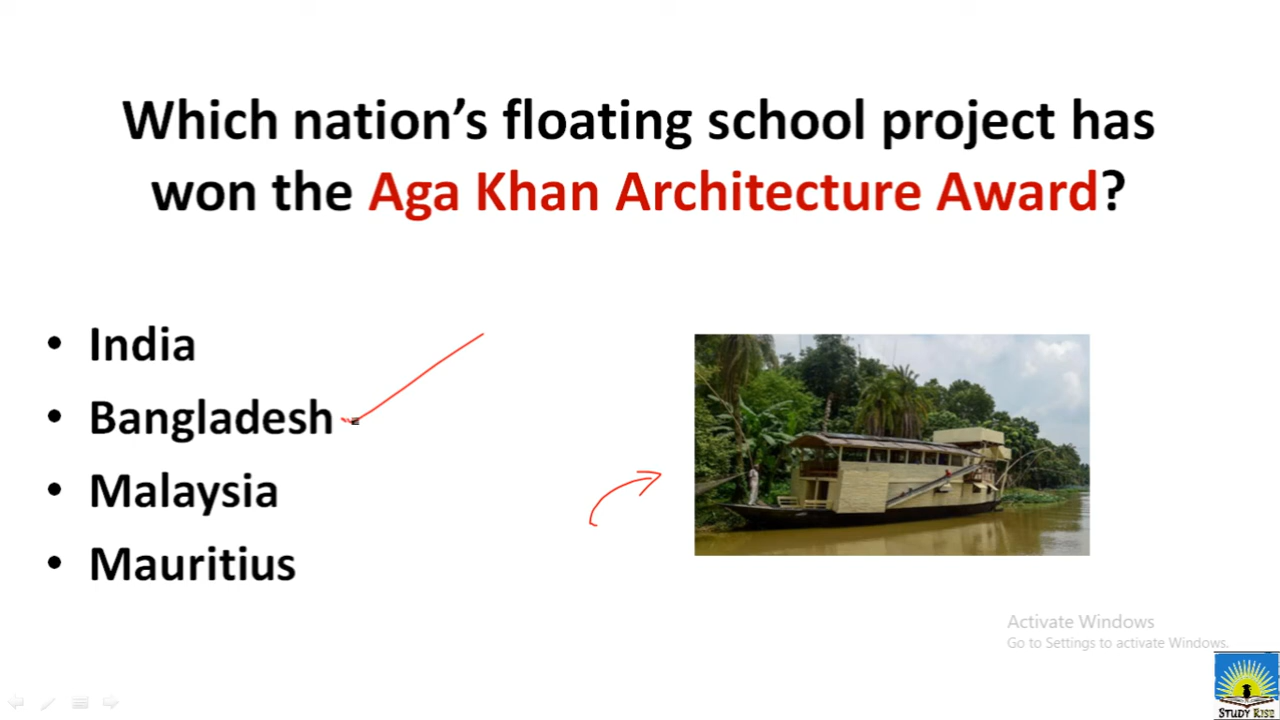 Which nation’s floating school project has
won the Aga Khan Architecture Award?
• India
• Bangladesh
• Malaysia
• Mauritius
Activate Windows
Go to Settings to activate Windows.
STUDY RISE